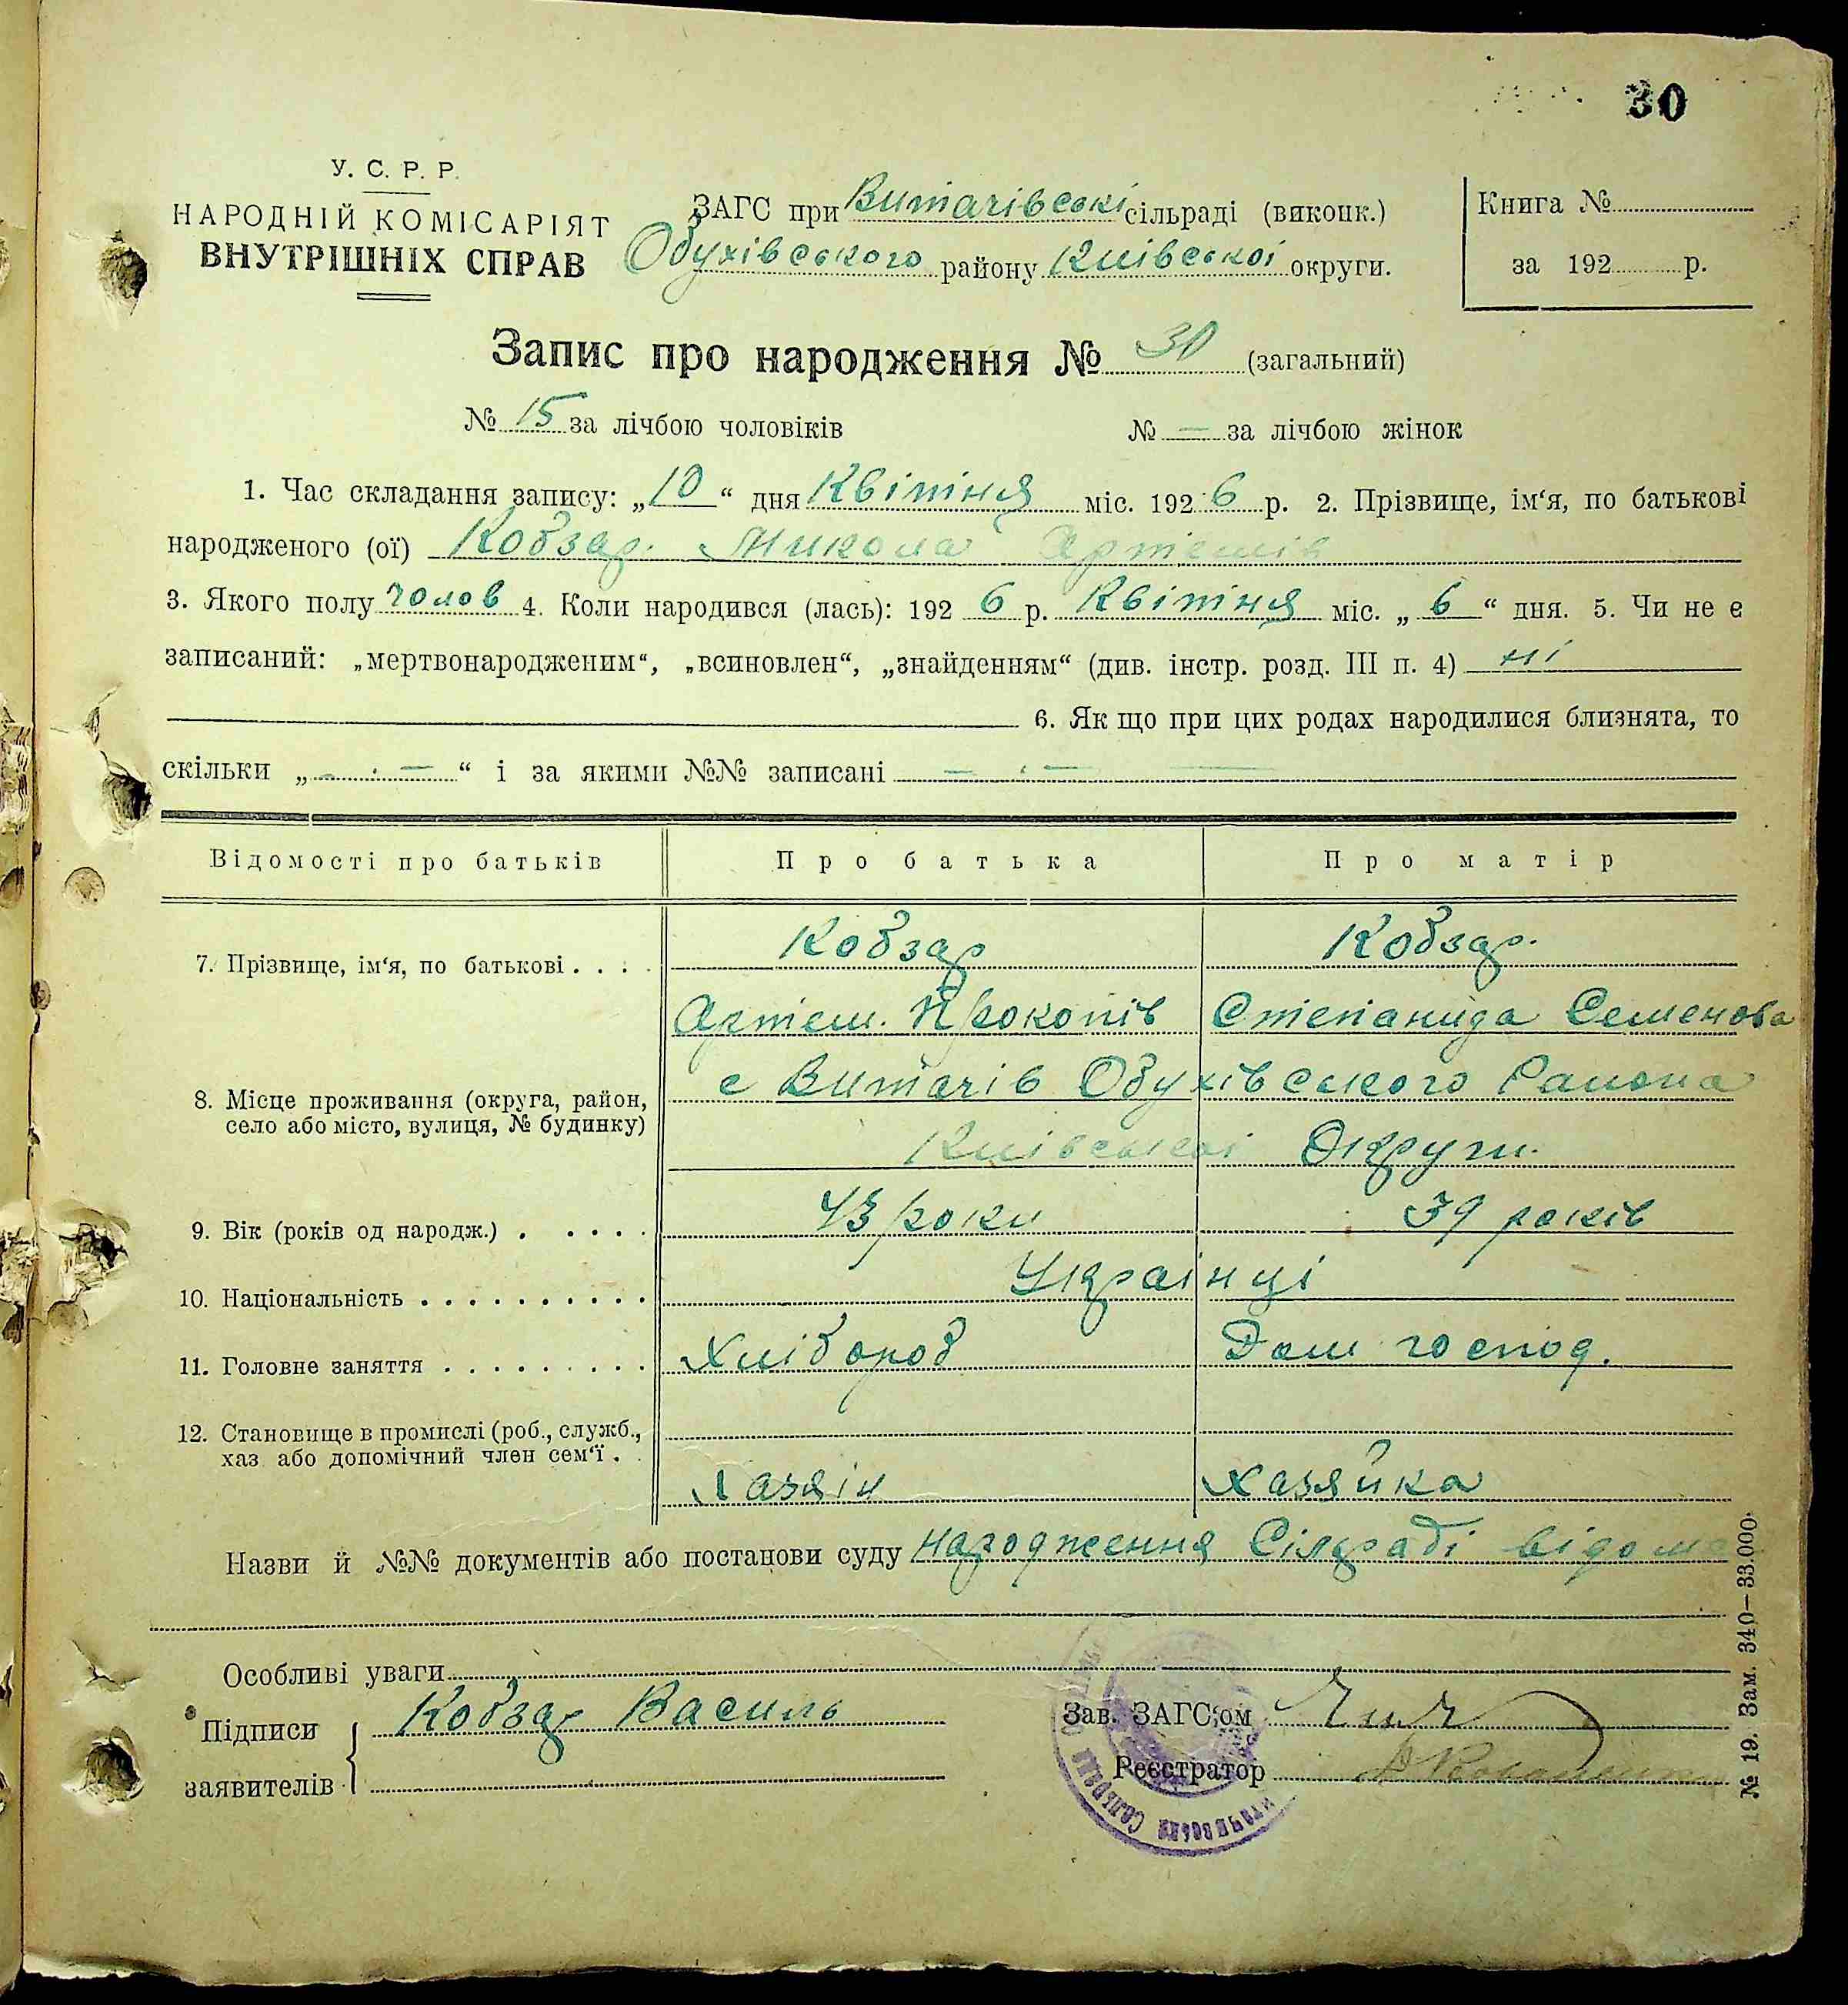 30
У. С. Р. Р.
НАРОДНІЙ КОМІСАРІЯТ
ВНУТРІШНІХ СПРАВ
ЗАГС при Витачівські сільраді (виконк.)
Обухівського району Киівськоі округи.
Книга №
за 192 р.
Запис про народження № 30 (загальний)
№ 15 за лічбою чоловіків № — за лічбою жінок
1. Час складання запису: „10“ дня Квітня міс. 1926 р. 2. Прізвище, ім‘я, по батькові
народженого (ої) Кобзар. Микола Артемів
3. Якого полу чолов 4. Коли народився (лась): 192 6 р. Квітня міс. „6“ дня. 5. Чи не є
записаний: „мертвонародженим“, „всиновлен“, „знайденням“ (див. інстр. розд. III п. 4) ні
6. Як що при цих родах народилися близнята, то
скільки „ — “ і за якими №№ записані — —
Відомості про батьків Про батька Про матір
7. Прізвище, ім‘я, по батькові . . . . Кобзар Кобзар.
Артем. Прокопів Степанида Семенова
8. Місце проживання (округа, район, с Витачів Обухівського Района
село або місто, вулиця, № будинку)
Киівськоі Округи.
9. Вік (років од народж.) . . . . . 43 роки 39 років
10. Національність . . . . . . . . . . Украінці
11. Головне заняття . . . . . . . . . Хлібороб Дом господ.
12. Становище в промислі (роб., служб.,
хаз або допомічний член сем‘ї . . Хазяін Хазяйка
Назви й №№ документів або постанови суду народження Сілраді відоме
Особливі уваги
Підписи Кобзар Василь
заявителів
Зав. ЗАГС‘ом
Реєстратор
№ 19. Зам. 340—33.000.